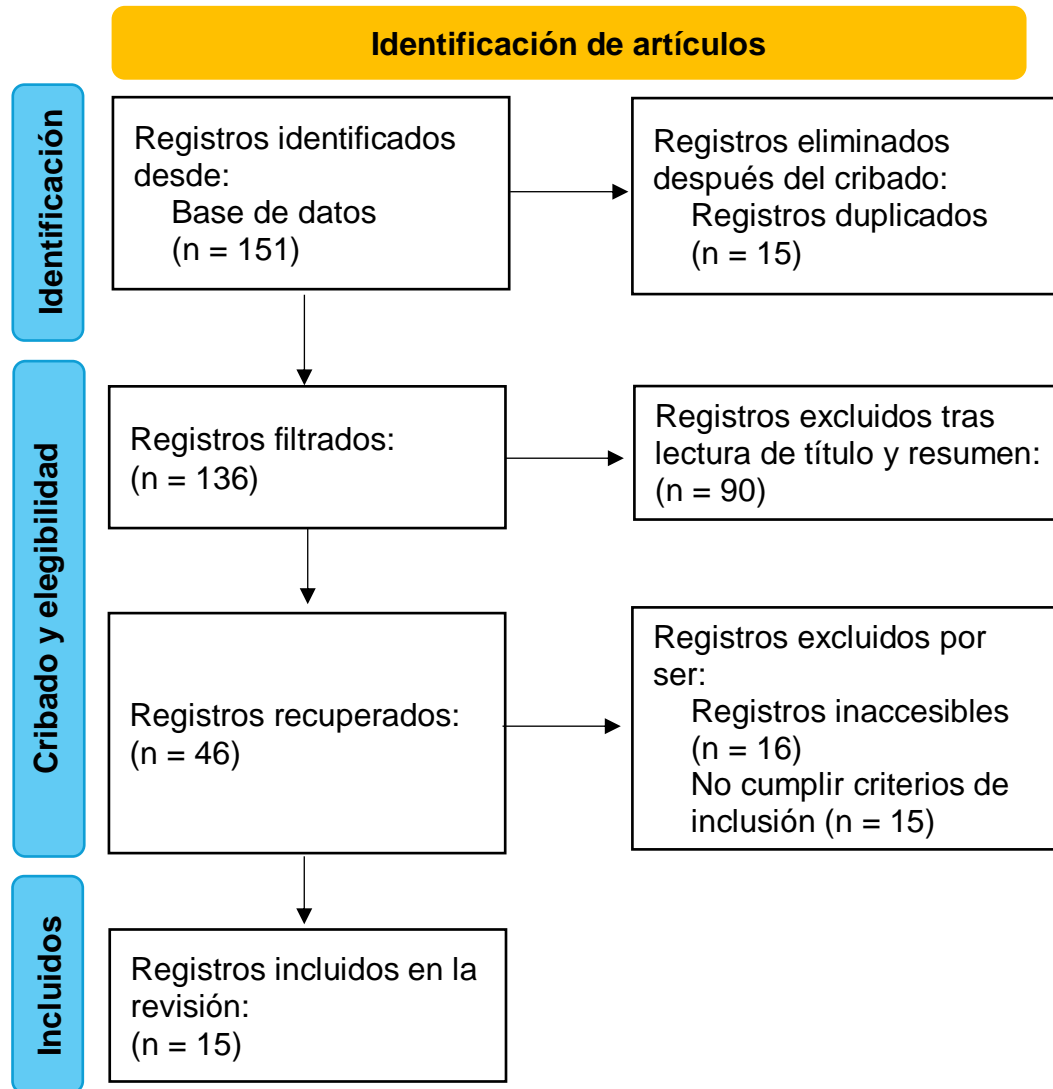 Identificación de artículos
Identificación
Registros identificados
desde:
Base de datos
(n = 151)
Registros eliminados
después del cribado:
Registros duplicados
(n = 15)
Cribado y elegibilidad
Registros filtrados:
(n = 136)
Registros excluidos tras
lectura de título y resumen:
(n = 90)
Registros recuperados:
(n = 46)
Registros excluidos por
ser:
Registros inaccesibles
(n = 16)
No cumplir criterios de
inclusión (n = 15)
Incluidos
Registros incluidos en la
revisión:
(n = 15)